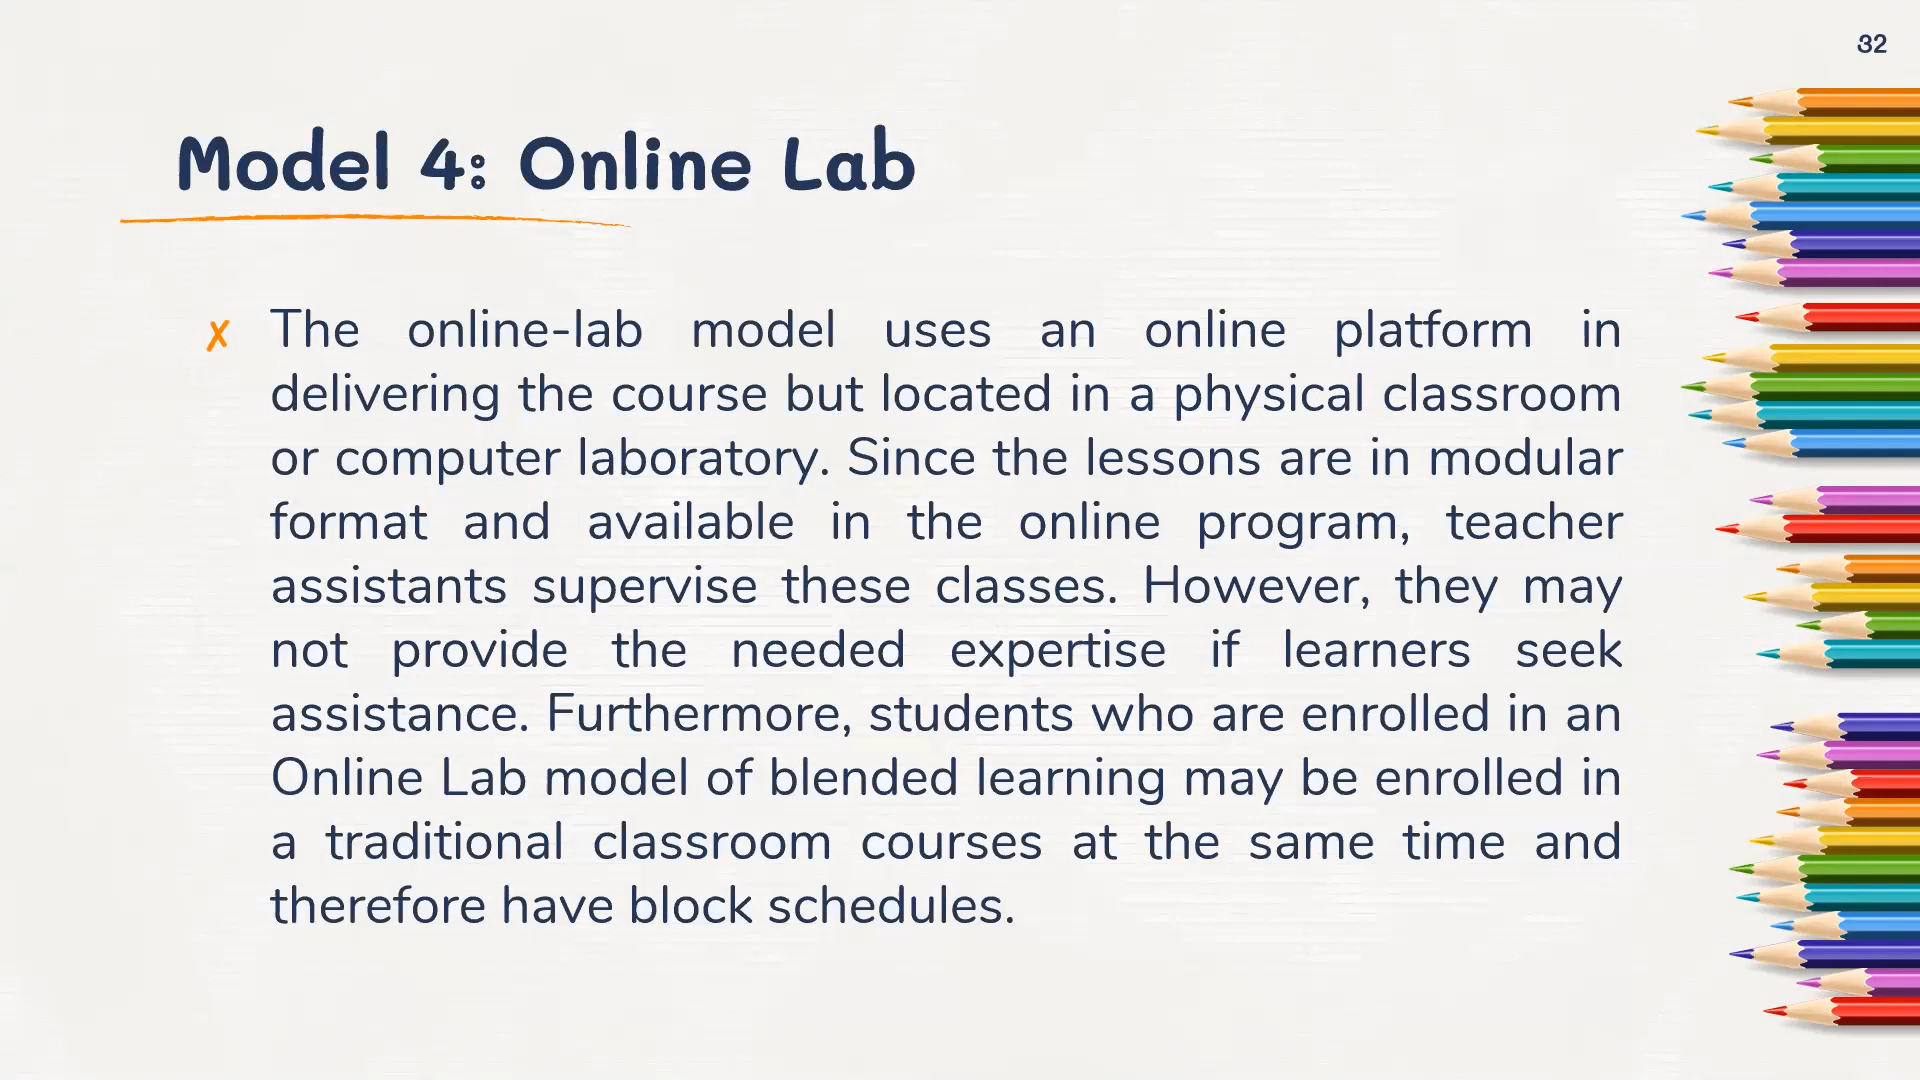 32
Model 4: Online Lab
✗ The online-lab model uses an online platform in
delivering the course but located in a physical classroom
or computer laboratory. Since the lessons are in modular
format and available in the online program, teacher
assistants supervise these classes. However, they may
not provide the needed expertise if learners seek
assistance. Furthermore, students who are enrolled in an
Online Lab model of blended learning may be enrolled in
a traditional classroom courses at the same time and
therefore have block schedules.